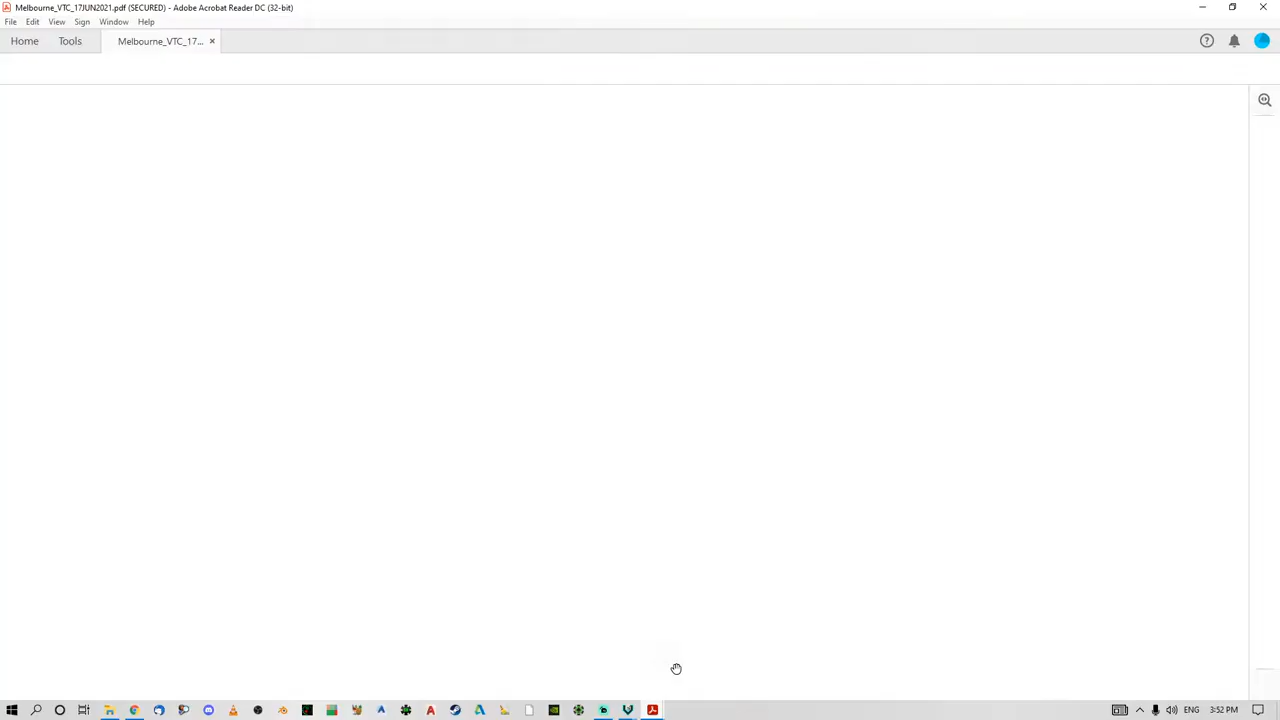 Melbourne_VTC_17JUN2021.pdf (SECURED) - Adobe Acrobat Reader DC (32-bit)
File Edit View Sign Window Help
Home Tools Melbourne_VTC_17... ×
ENG 3:52 PM